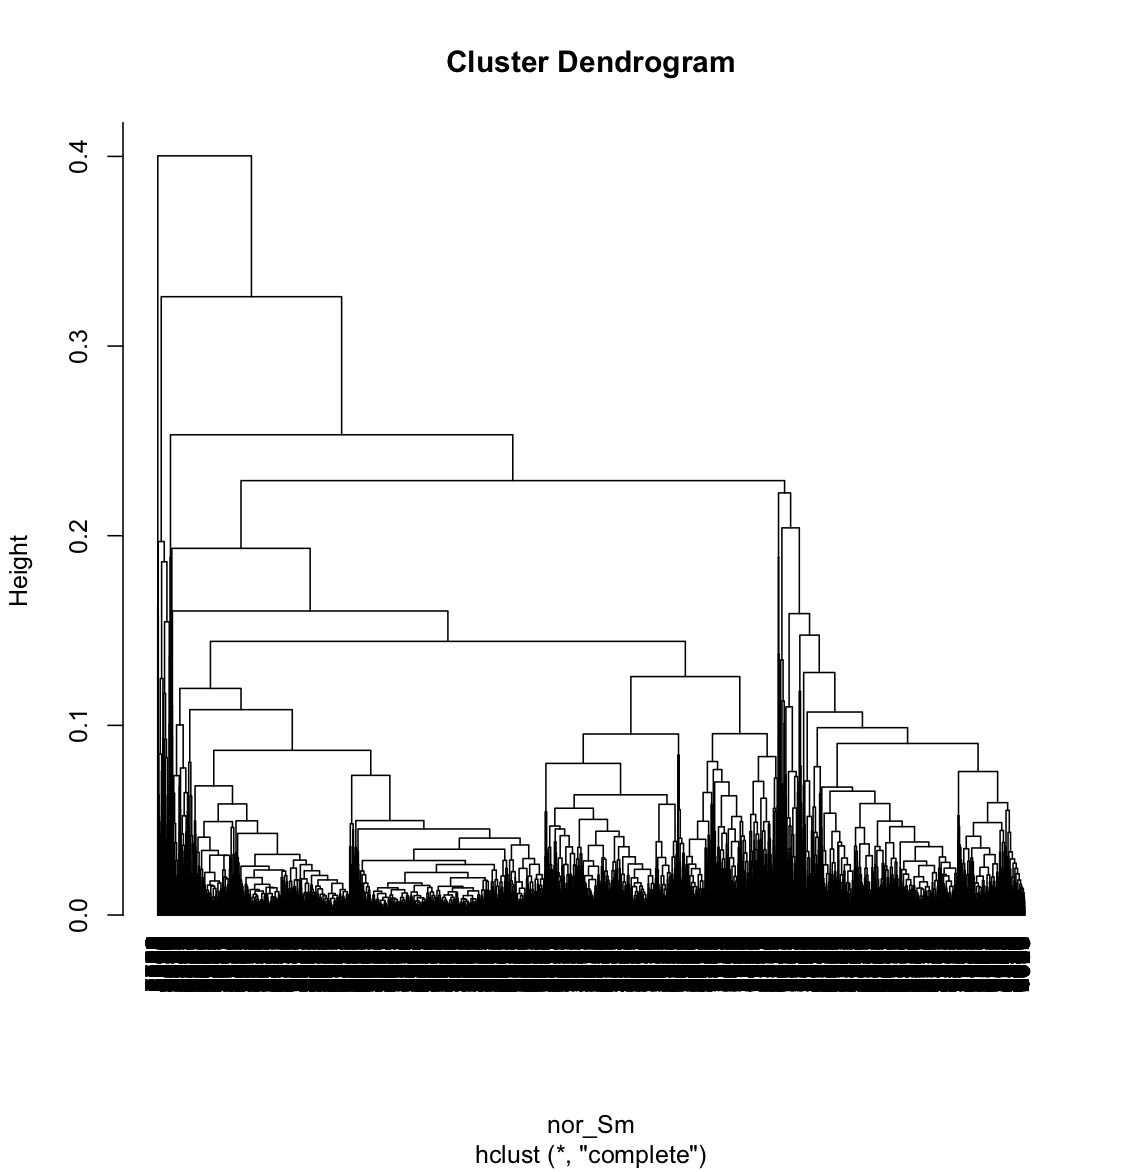 Cluster Dendrogram
Height
0.4
0.3
0.2
0.1
0.0
nor_Sm
hclust (*, "complete")